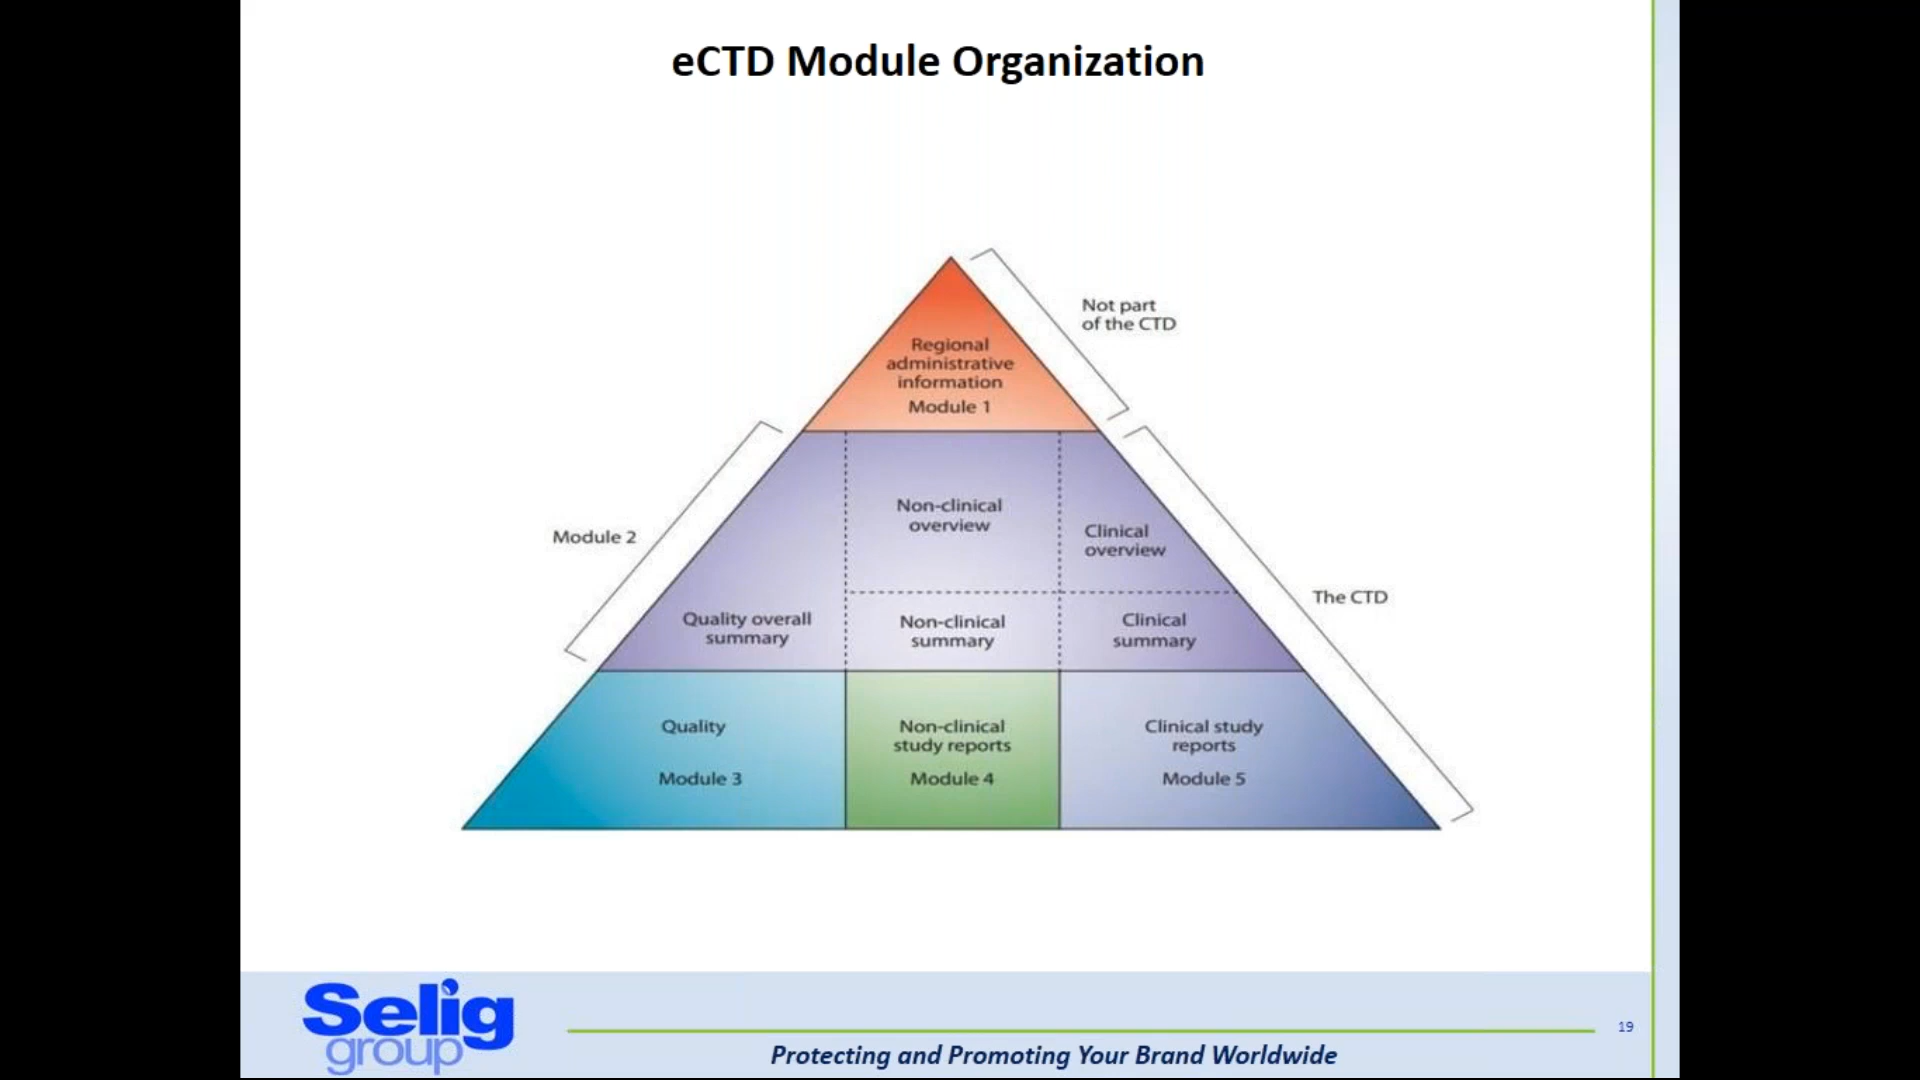 eCTD Module Organization
Not part
of the CTD
Regional
administrative
information
Module 1
Module 2
Non-clinical
overview
Clinical
overview
The CTD
Quality overall
summary
Non-clinical
summary
Clinical
summary
Quality
Module 3
Non-clinical
study reports
Module 4
Clinical study
reports
Module 5
Selig
group
19
Protecting and Promoting Your Brand Worldwide